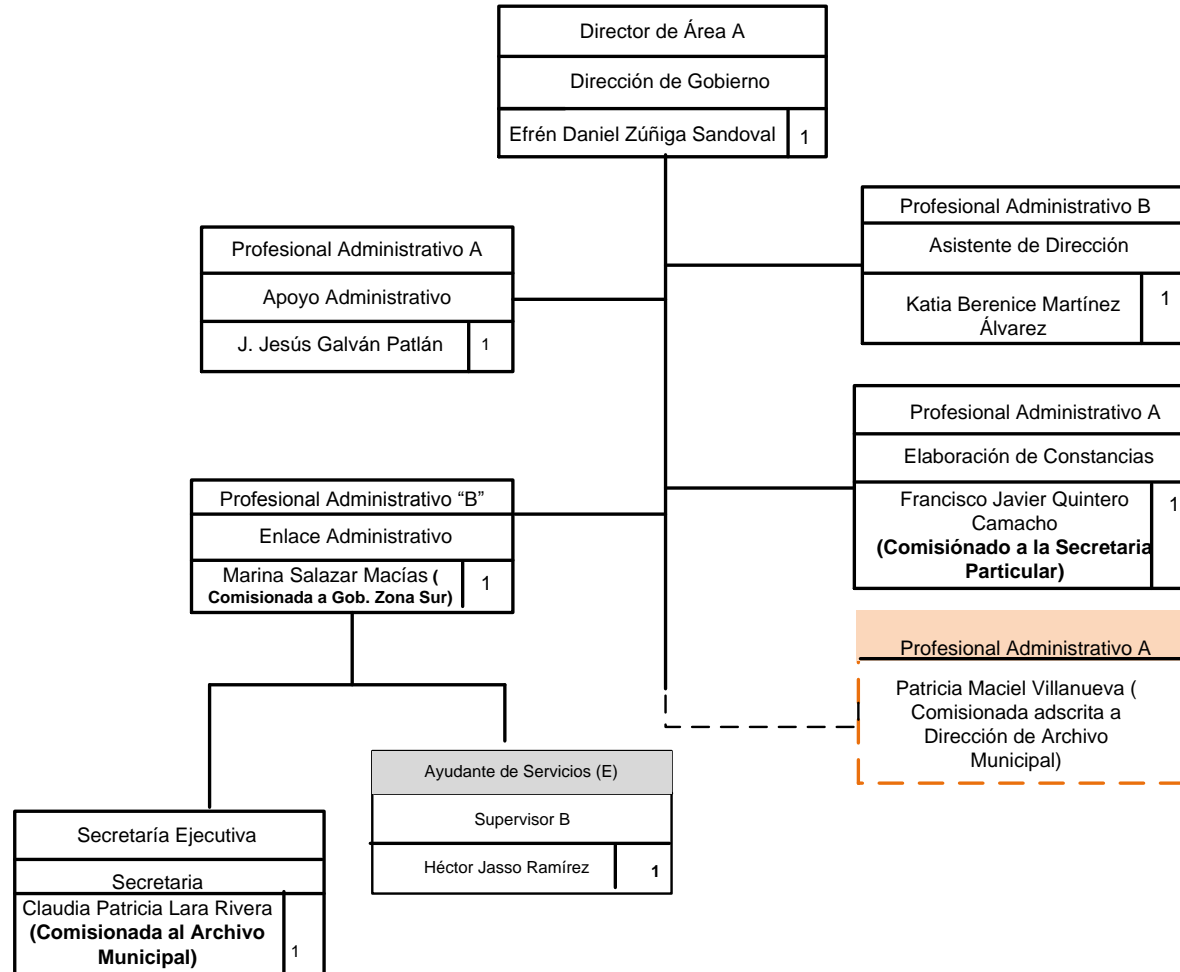 Director de Área A
Dirección de Gobierno
Efrén Daniel Zúñiga Sandoval
1
Profesional Administrativo B
Asistente de Dirección
Katia Berenice Martínez
Álvarez
1
Profesional Administrativo A
Apoyo Administrativo
J. Jesús Galván Patlán
1
Profesional Administrativo A
Elaboración de Constancias
Francisco Javier Quintero
Camacho
(Comisiónado a la Secretaria
Particular)
1
Profesional Administrativo “B”
Enlace Administrativo
Marina Salazar Macías (
Comisionada a Gob. Zona Sur)
1
Profesional Administrativo A
Patricia Maciel Villanueva (
Comisionada adscrita a
Dirección de Archivo
Municipal)
Ayudante de Servicios (E)
Supervisor B
Héctor Jasso Ramírez
1
Secretaría Ejecutiva
Secretaria
Claudia Patricia Lara Rivera
(Comisionada al Archivo
Municipal)
1